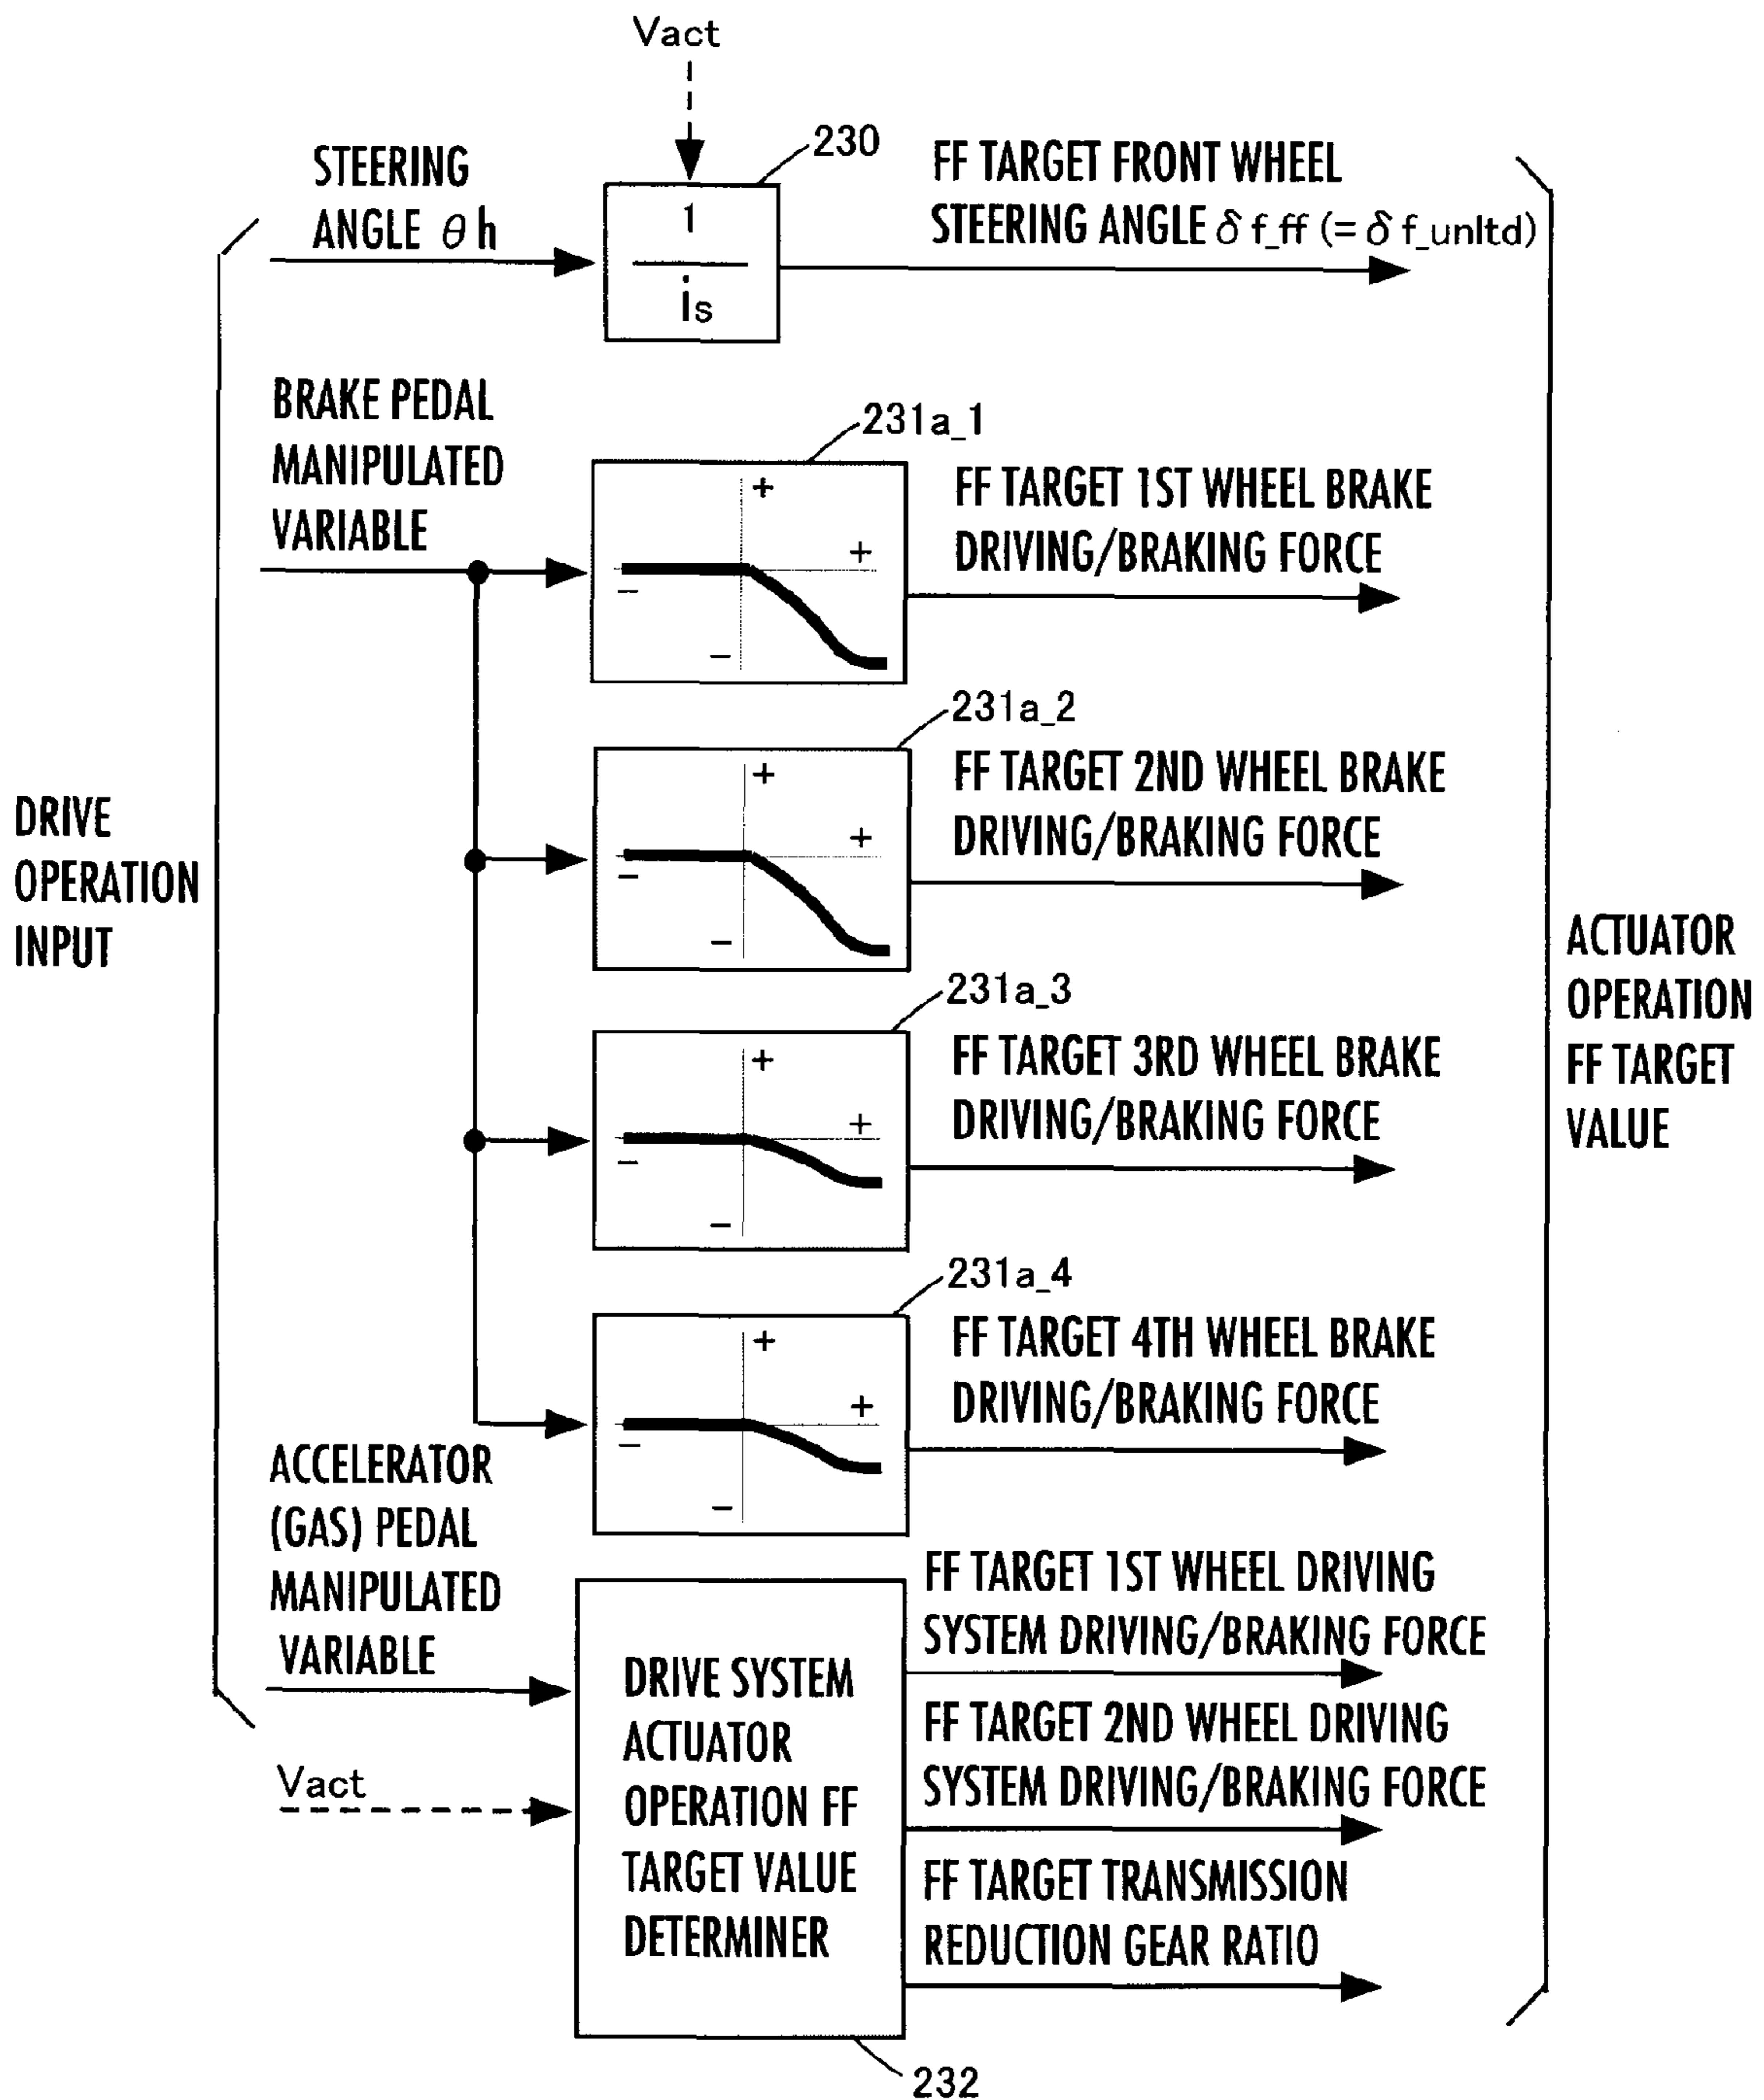 Vact
230
STEERING
ANGLE θh
1
is
FF TARGET FRONT WHEEL
STEERING ANGLE δf_ff (= δf_unltd)
BRAKE PEDAL
MANIPULATED
VARIABLE
231a_1
+
+
−
−
FF TARGET 1ST WHEEL BRAKE
DRIVING/BRAKING FORCE
231a_2
+
+
−
−
FF TARGET 2ND WHEEL BRAKE
DRIVING/BRAKING FORCE
DRIVE
OPERATION
INPUT
231a_3
+
+
−
−
FF TARGET 3RD WHEEL BRAKE
DRIVING/BRAKING FORCE
ACTUATOR
OPERATION
FF TARGET
VALUE
231a_4
+
+
−
−
FF TARGET 4TH WHEEL BRAKE
DRIVING/BRAKING FORCE
ACCELERATOR
(GAS) PEDAL
MANIPULATED
VARIABLE
Vact
DRIVE SYSTEM
ACTUATOR
OPERATION FF
TARGET VALUE
DETERMINER
232
FF TARGET 1ST WHEEL DRIVING
SYSTEM DRIVING/BRAKING FORCE
FF TARGET 2ND WHEEL DRIVING
SYSTEM DRIVING/BRAKING FORCE
FF TARGET TRANSMISSION
REDUCTION GEAR RATIO